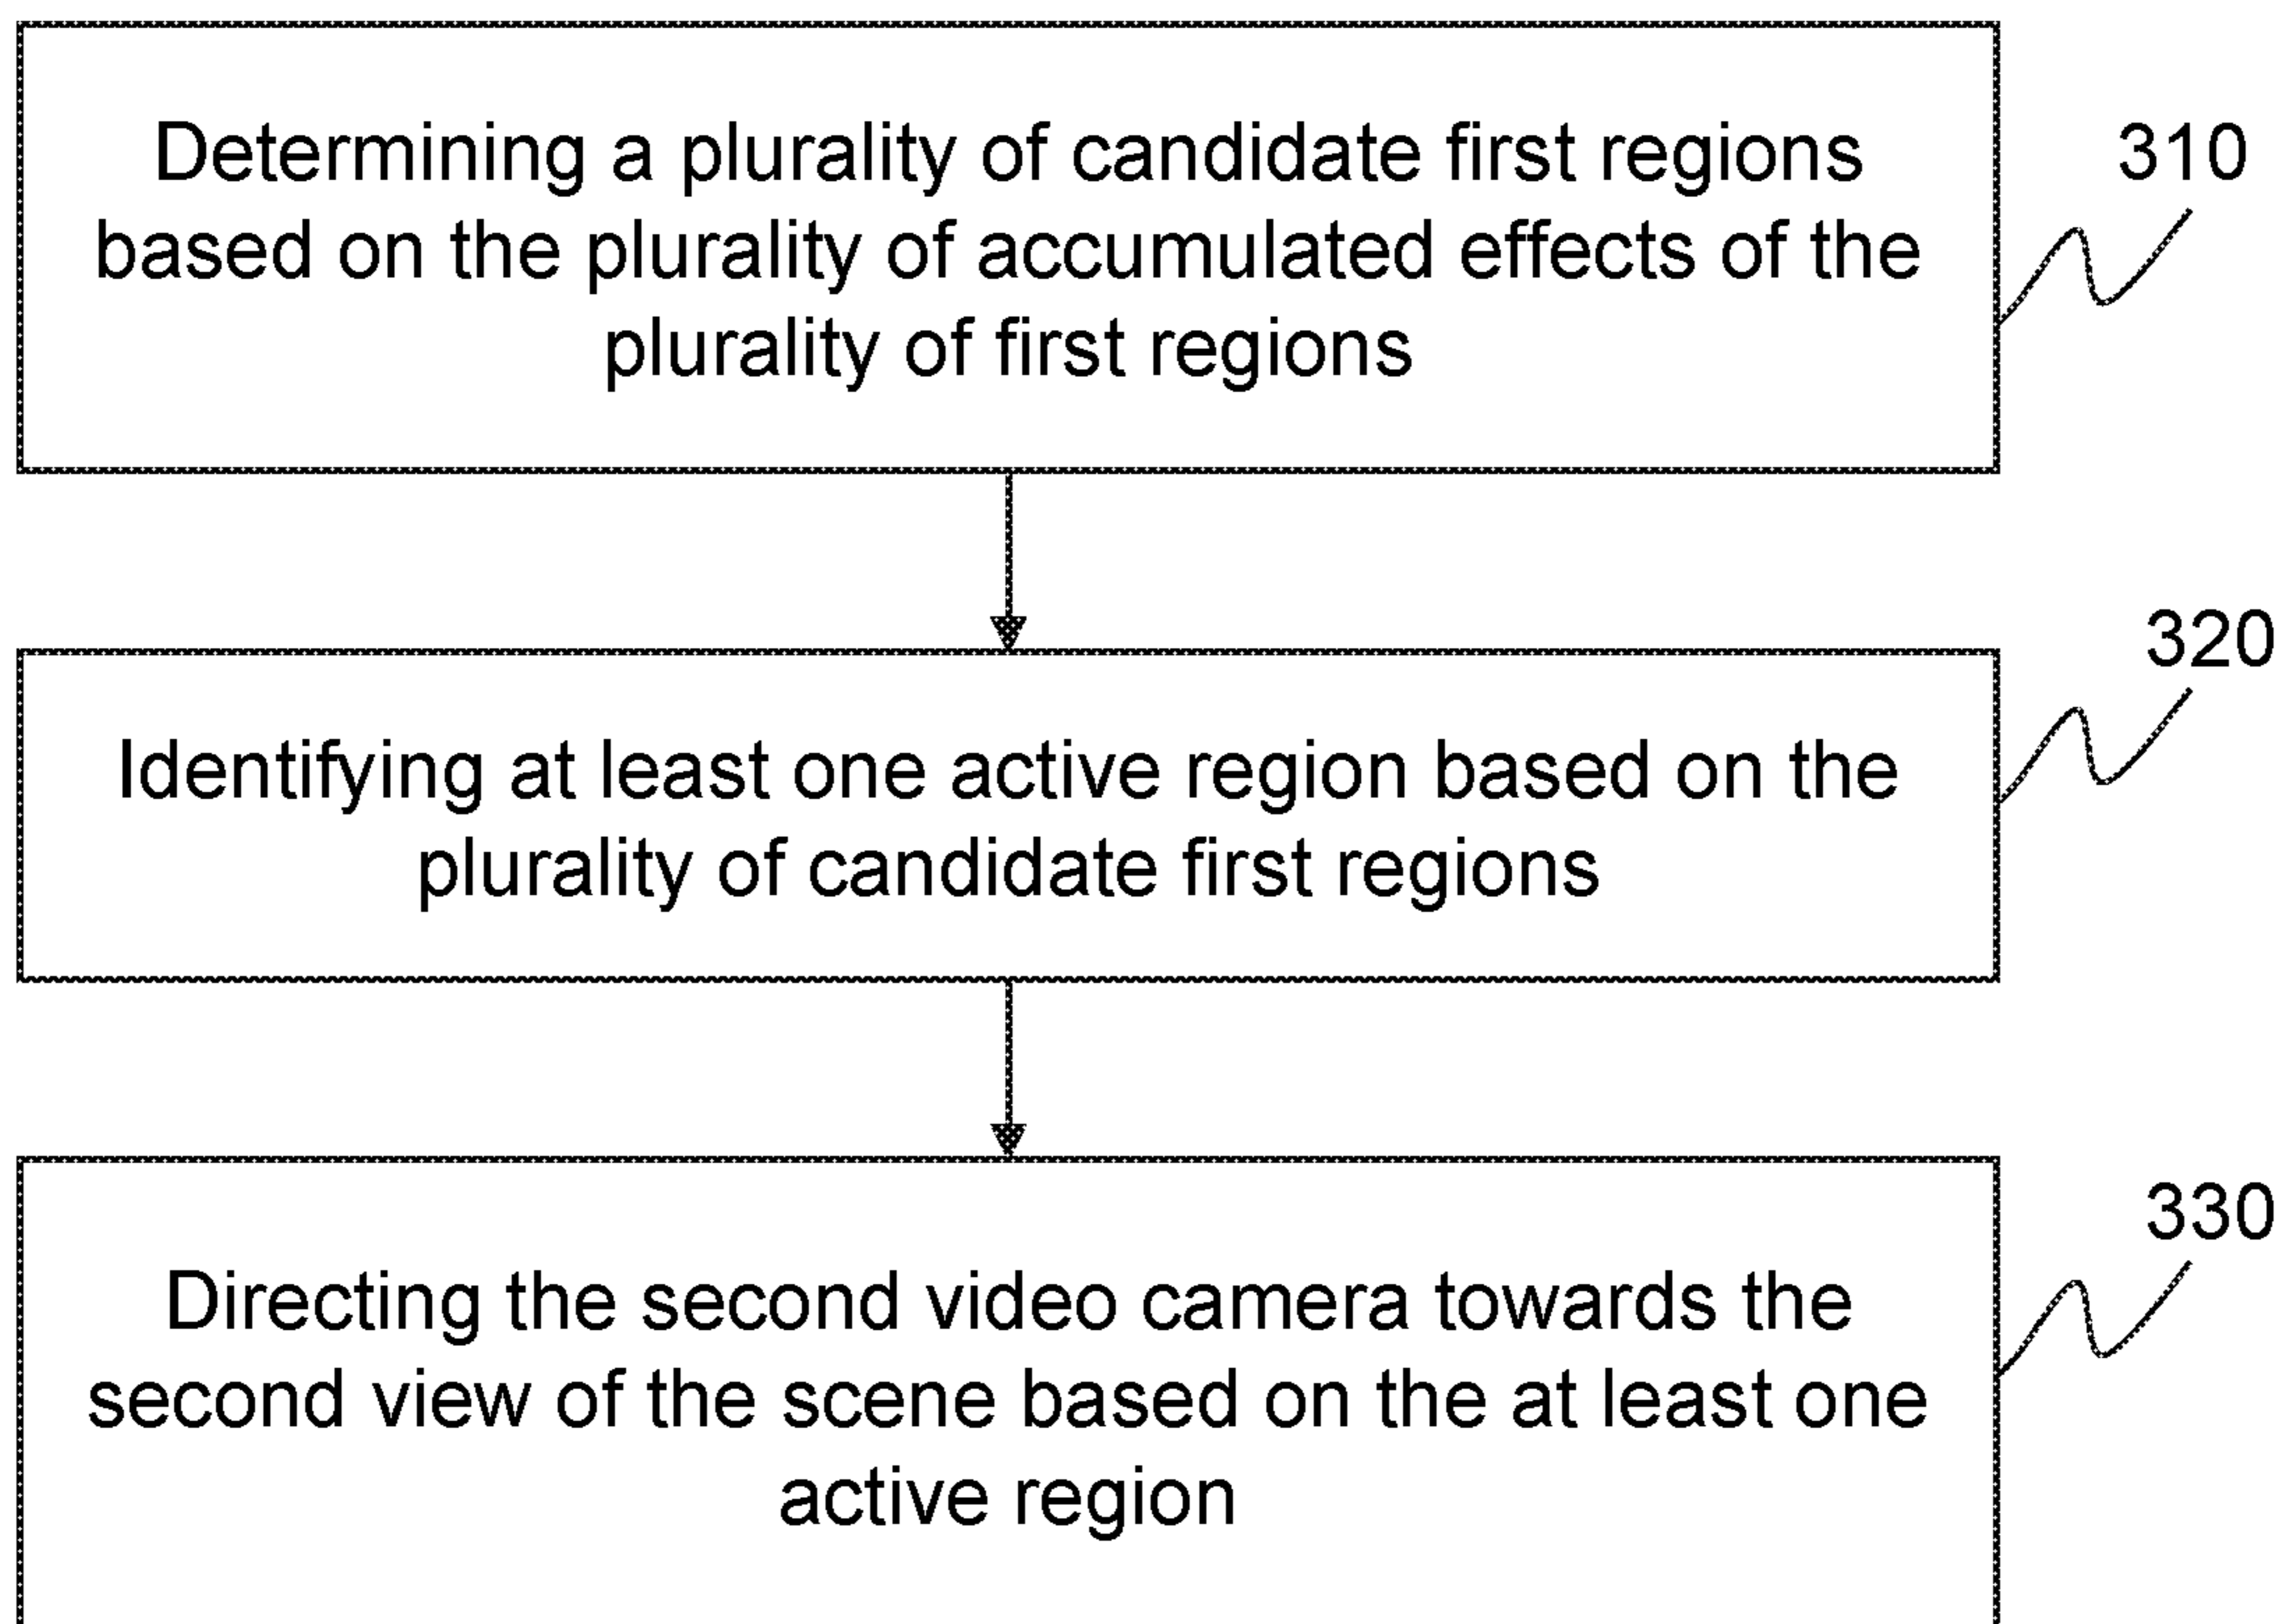 Determining a plurality of candidate first regions
based on the plurality of accumulated effects of the
plurality of first regions
310
Identifying at least one active region based on the
plurality of candidate first regions
320
Directing the second video camera towards the
second view of the scene based on the at least one
active region
330